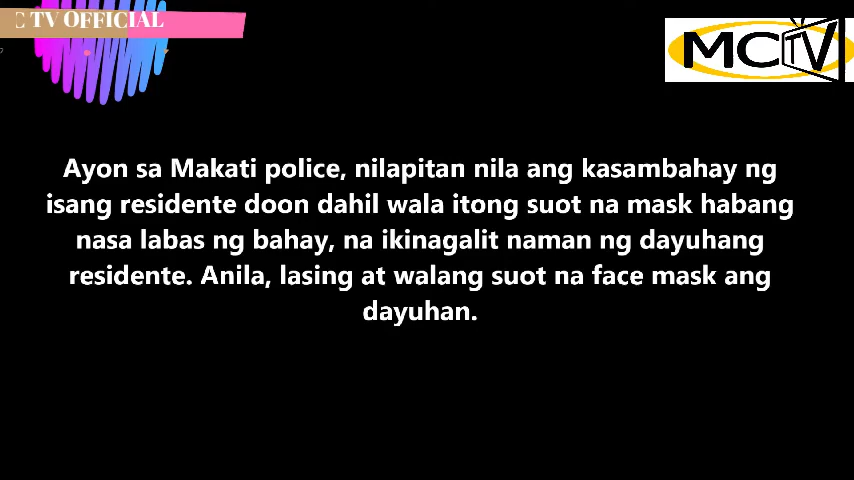 C TV OFFICIAL
MCTV
Ayon sa Makati police, nilapitan nila ang kasambahay ng
isang residente doon dahil wala itong suot na mask habang
nasa labas ng bahay, na ikinagalit naman ng dayuhang
residente. Anila, lasing at walang suot na face mask ang
dayuhan.